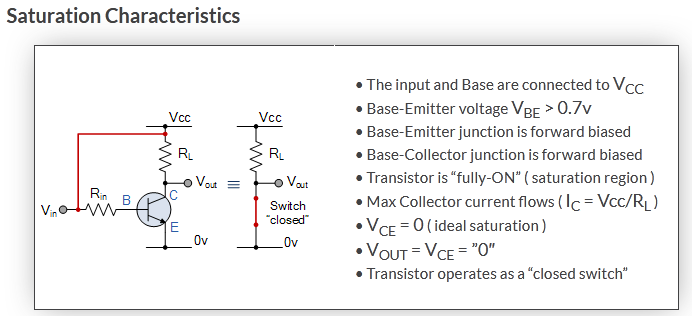 Saturation Characteristics
Vcc
Vcc
RL
RL
Vout
≡
Vout
Rin
B
C
Vin
E
Switch
"closed"
0v
0v
• The input and Base are connected to VCC
• Base-Emitter voltage VBE > 0.7v
• Base-Emitter junction is forward biased
• Base-Collector junction is forward biased
• Transistor is “fully-ON” ( saturation region )
• Max Collector current flows ( IC = Vcc/RL )
• VCE = 0 ( ideal saturation )
• VOUT = VCE = ”0″
• Transistor operates as a “closed switch”